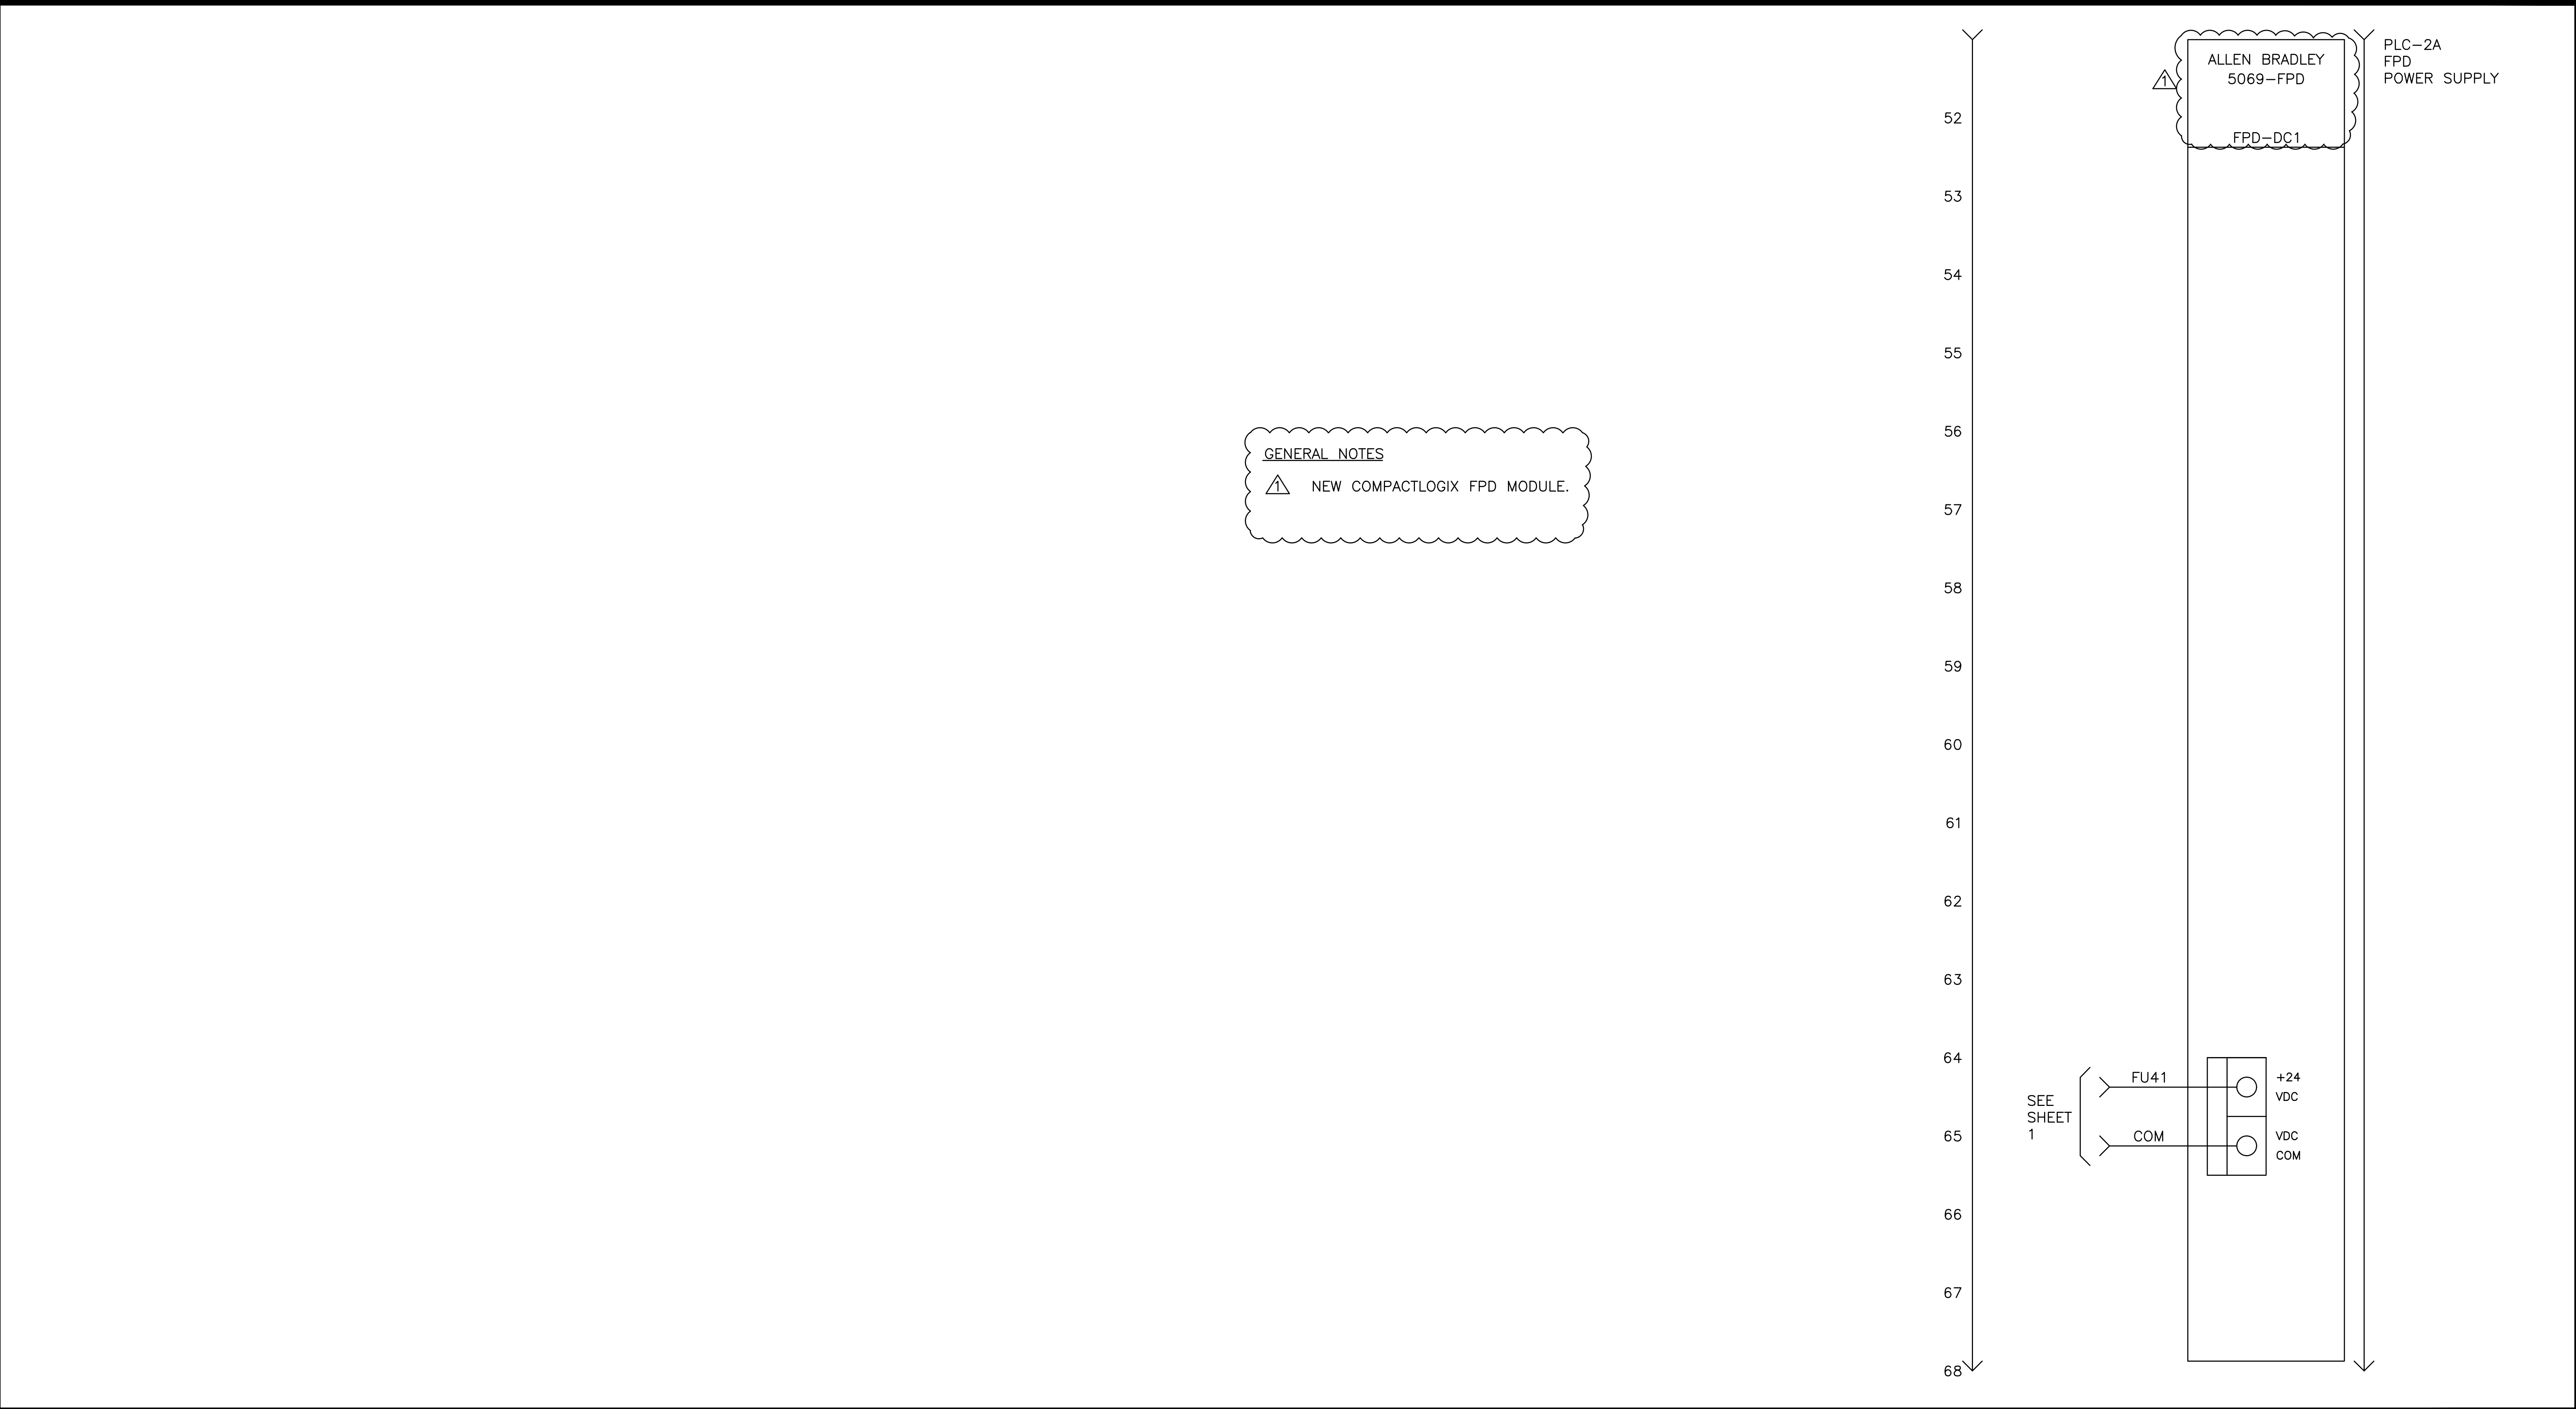 GENERAL NOTES
1 NEW COMPACTLOGIX FPD MODULE.
52
53
54
55
56
57
58
59
60
61
62
63
64
65
66
67
68
1
ALLEN BRADLEY
5069-FPD
FPD-DC1
PLC-2A
FPD
POWER SUPPLY
SEE
SHEET
1
FU41
COM
+24
VDC
VDC
COM